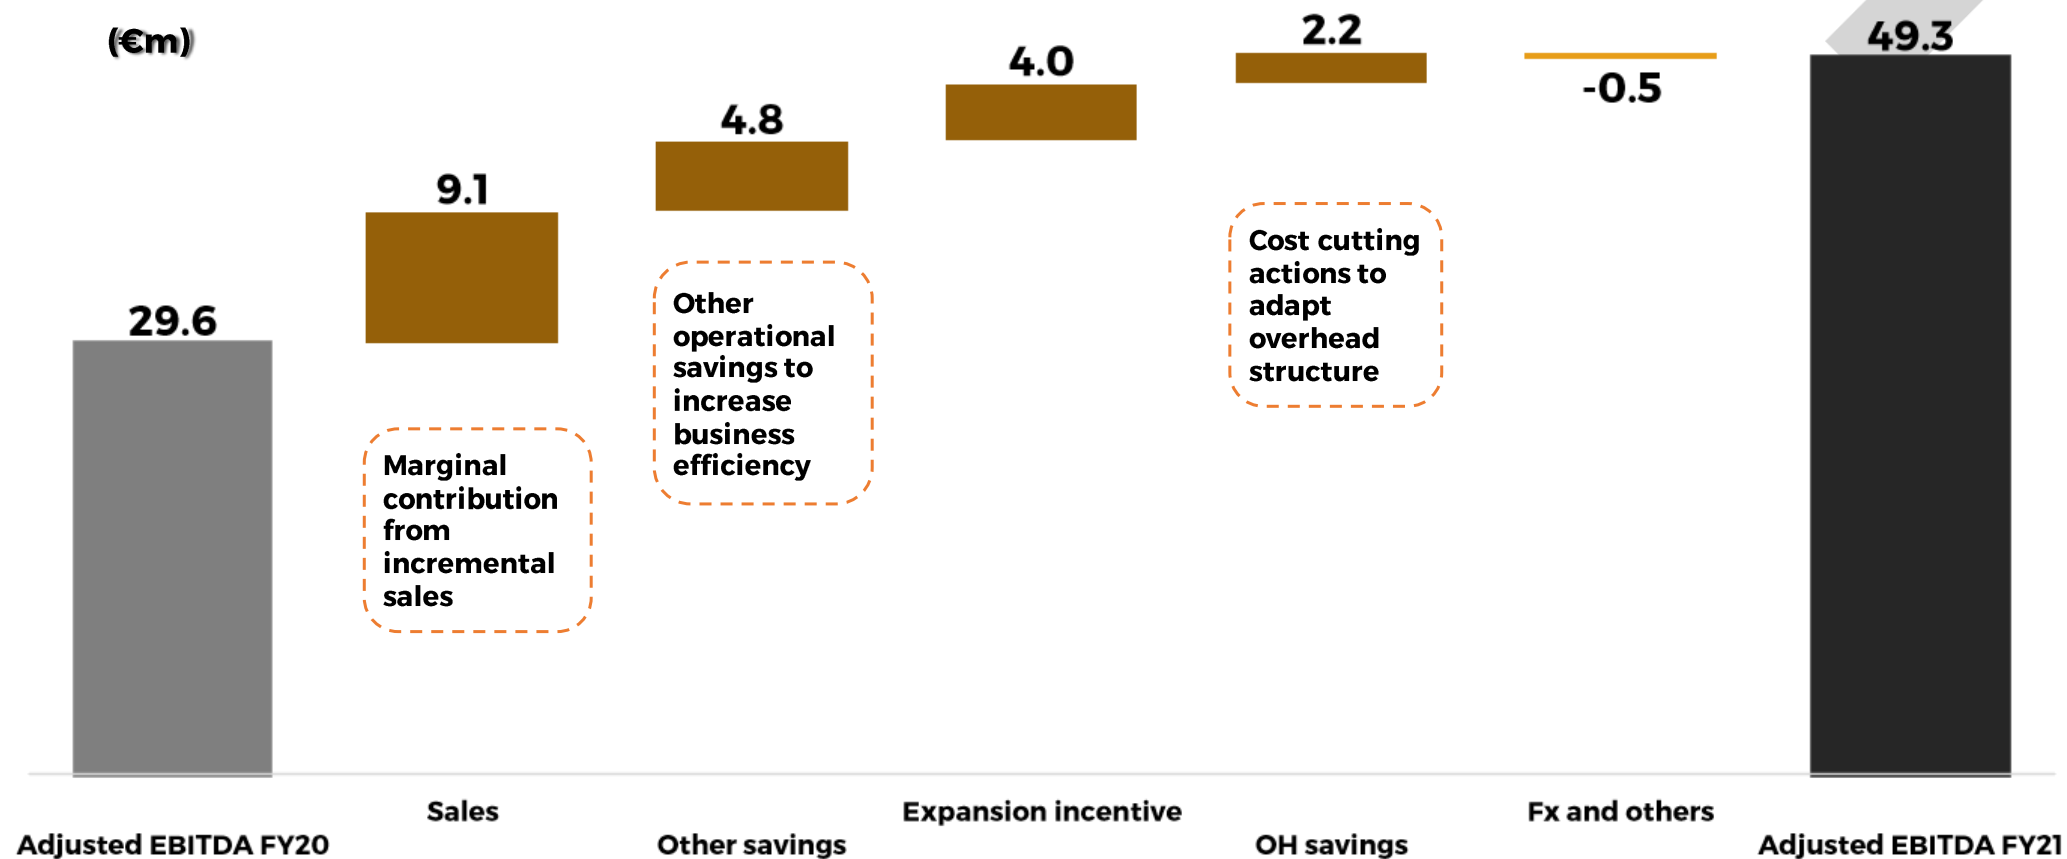 (€m)
29.6
9.1
4.8
4.0
2.2
-0.5
49.3
Marginal
contribution
from
incremental
sales
Other
operational
savings to
increase
business
efficiency
Cost cutting
actions to
adapt
overhead
structure
Adjusted EBITDA FY20
Sales
Other savings
Expansion incentive
OH savings
Fx and others
Adjusted EBITDA FY21